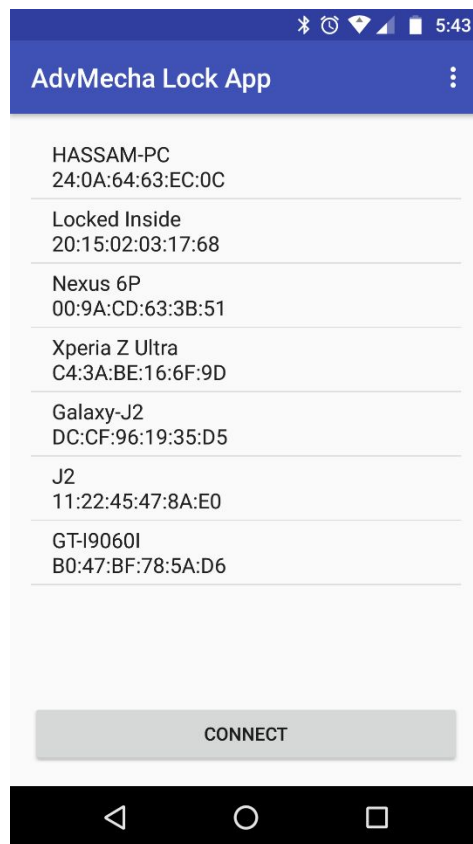 5:43
AdvMecha Lock App
HASSAM-PC
24:0A:64:63:EC:0C
Locked Inside
20:15:02:03:17:68
Nexus 6P
00:9A:CD:63:3B:51
Xperia Z Ultra
C4:3A:BE:16:6F:9D
Galaxy-J2
DC:CF:96:19:35:D5
J2
11:22:45:47:8A:E0
GT-I9060I
B0:47:BF:78:5A:D6
CONNECT